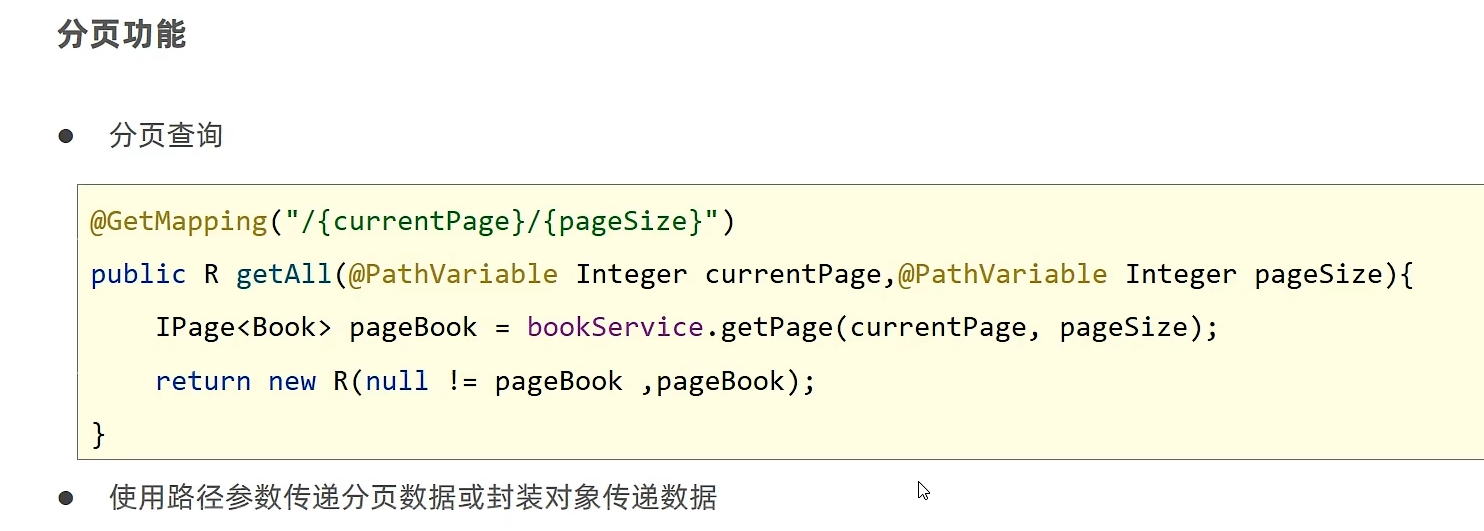 分页功能
● 分页查询
@GetMapping("/{currentPage}/{pageSize}")
public R getAll(@PathVariable Integer currentPage,@PathVariable Integer pageSize){
    IPage<Book> pageBook = bookService.getPage(currentPage, pageSize);
    return new R(null != pageBook ,pageBook);
}
● 使用路径参数传递分页数据或封装对象传递数据